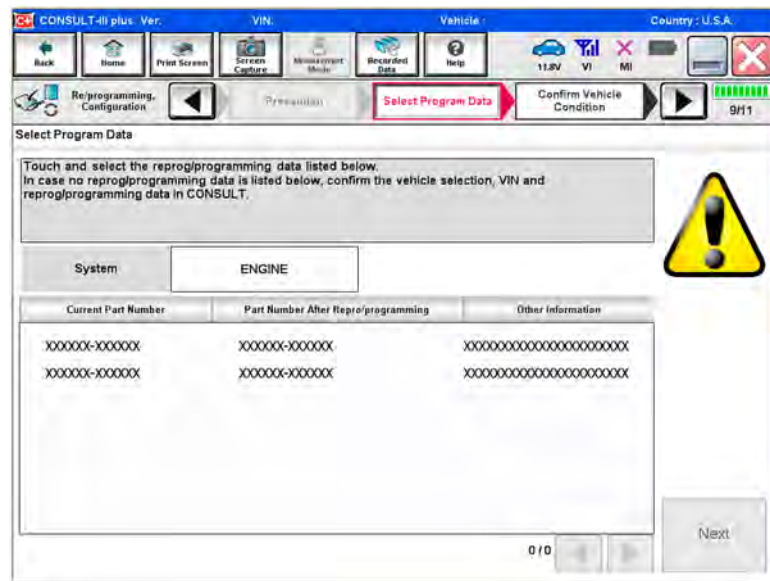 CONSULT-III plus Ver. VIN: Vehicle : Country : U.S.A.
Back Home Print Screen Screen Capture Measurement Mode Recorded Data Help 11.8V VI MI
Re/programming, Configuration Precaution Select Program Data Confirm Vehicle Condition 9/11
Select Program Data
Touch and select the reprog/programming data listed below.
In case no reprog/programming data is listed below, confirm the vehicle selection, VIN and
reprog/programming data in CONSULT.
System ENGINE
Current Part Number Part Number After Repro/programming Other Information
XXXXXX-XXXXXX XXXXXX-XXXXXX XXXXXXXXXXXXXXXXXXXXXXXX
XXXXXX-XXXXXX XXXXXX-XXXXXX XXXXXXXXXXXXXXXXXXXXXXXX
Next
0/0